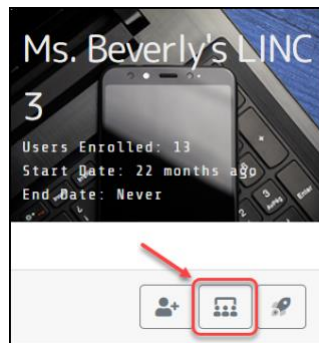 Ms. Beverly's LINC
3
Users Enrolled: 13
Start Date: 22 months ago
End Date: Never